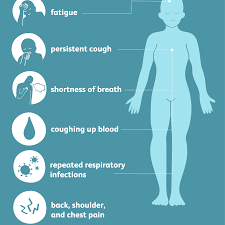 fatigue
persistent cough
shortness of breath
coughing up blood
repeated respiratory
infections
back, shoulder,
and chest pain